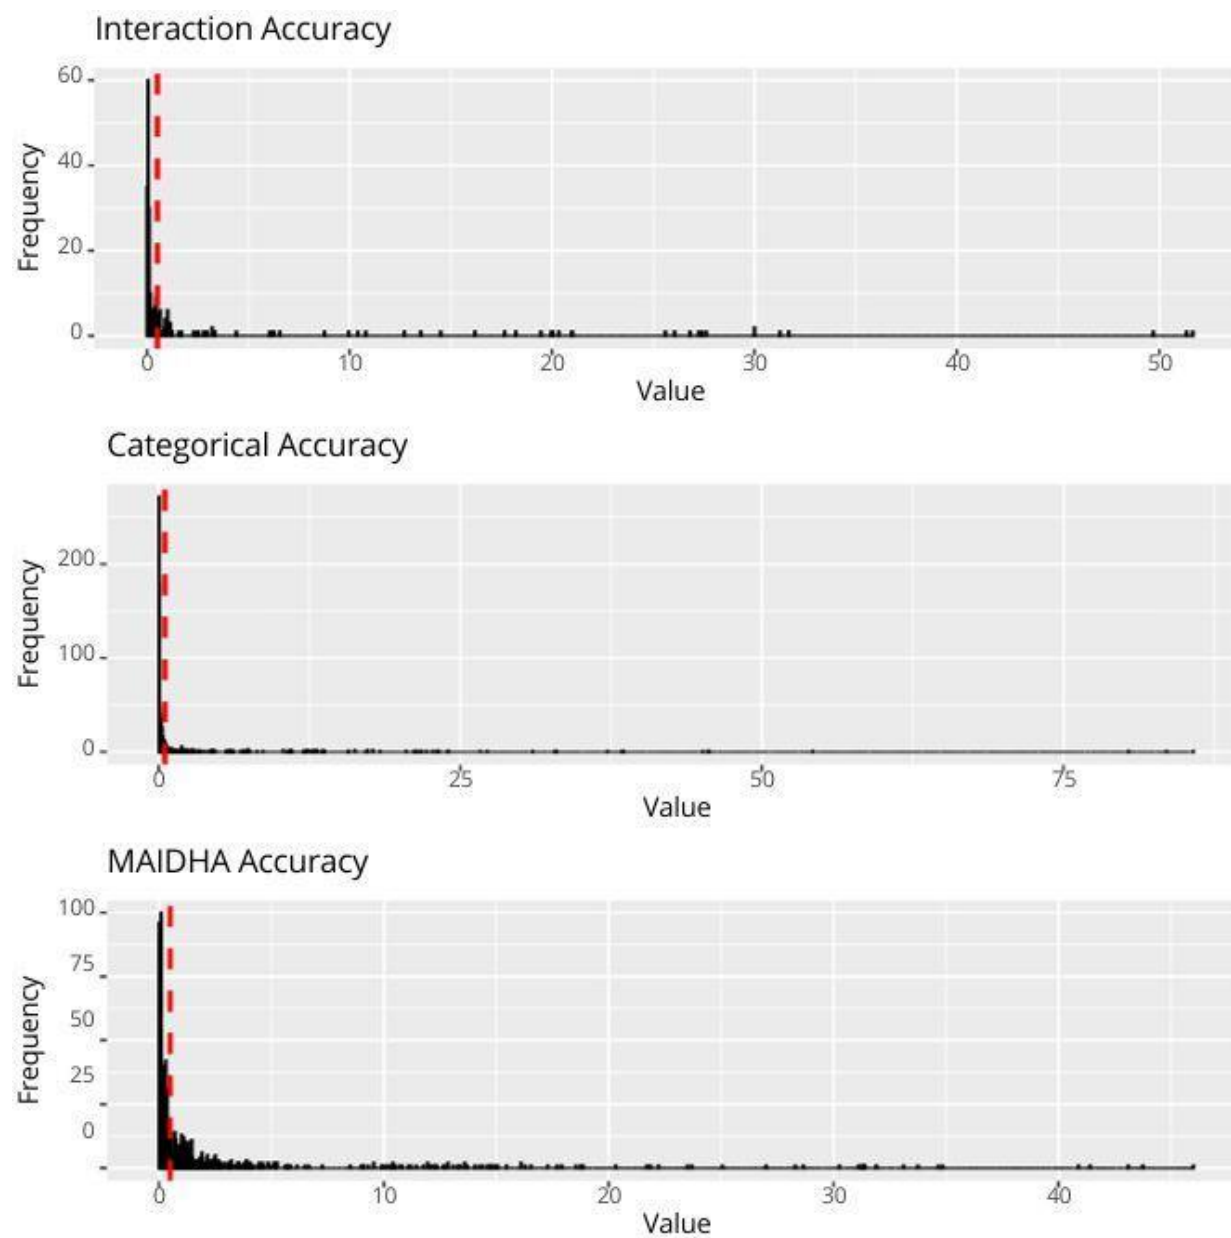 Interaction Accuracy
60
40
20
0
Frequency
0 10 20 30 40 50
Value
Categorical Accuracy
200
100
0
Frequency
0 25 50 75
Value
MAIDHA Accuracy
100
75
50
25
0
Frequency
0 10 20 30 40
Value